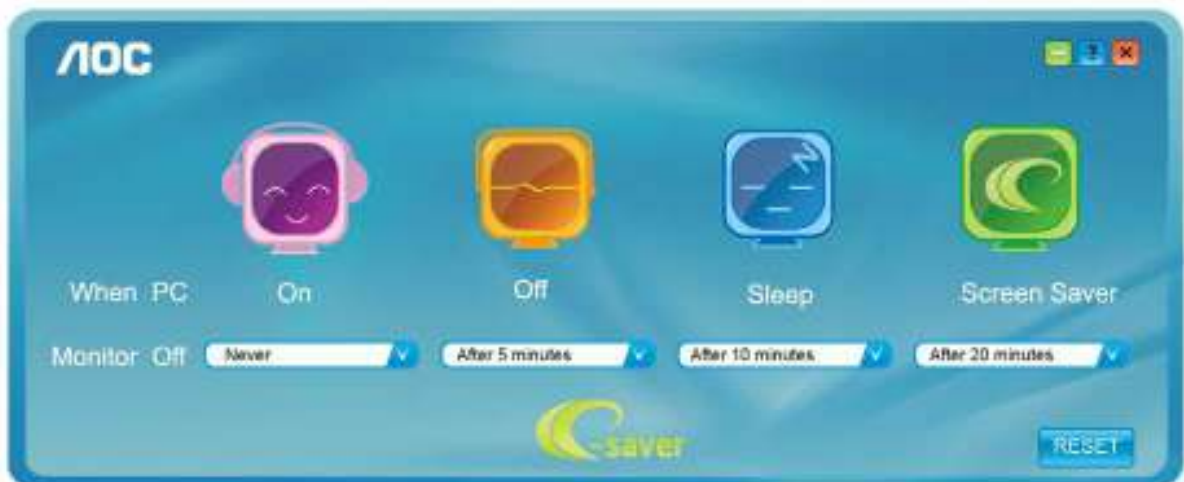 AOC
?
When PC On Off Sleep Screen Saver
Monitor Off Never After 5 minutes After 10 minutes After 20 minutes
e-saver
RESET